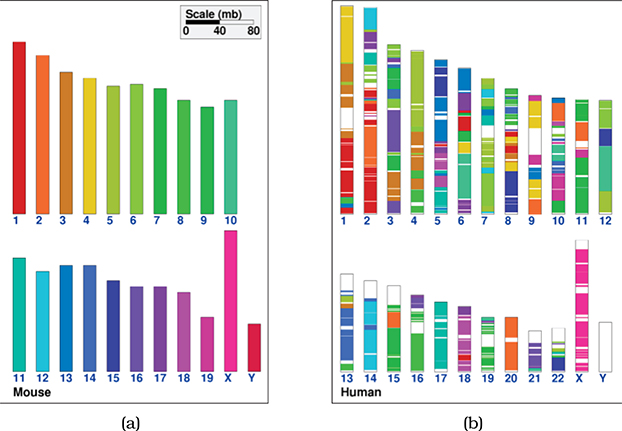 Scale (mb)
0 40 80
1 2 3 4 5 6 7 8 9 10
11 12 13 14 15 16 17 18 19 X Y
Mouse
(a)
1 2 3 4 5 6 7 8 9 10 11 12
13 14 15 16 17 18 19 20 21 22 X Y
Human
(b)